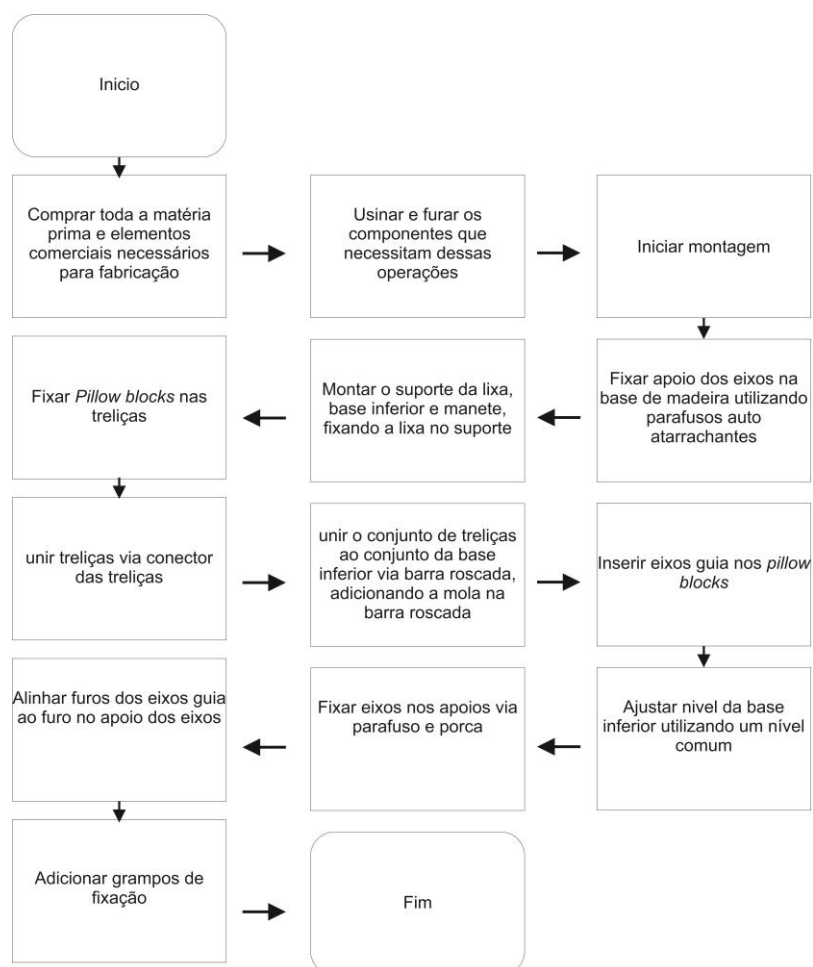 Inicio
Comprar toda a matéria
prima e elementos
comerciais necessários
para fabricação
Usinar e furar os
componentes que
necessitam dessas
operações
Iniciar montagem
Fixar apoio dos eixos na
base de madeira utilizando
parafusos auto
atarrachantes
Montar o suporte da lixa,
base inferior e manete,
fixando a lixa no suporte
Fixar Pillow blocks nas
treliças
unir treliças via conector
das treliças
unir o conjunto de treliças
ao conjunto da base
inferior via barra roscada,
adicionando a mola na
barra roscada
Inserir eixos guia nos pillow
blocks
Ajustar nivel da base
inferior utilizando um nível
comum
Fixar eixos nos apoios via
parafuso e porca
Alinhar furos dos eixos guia
ao furo no apoio dos eixos
Adicionar grampos de
fixação
Fim